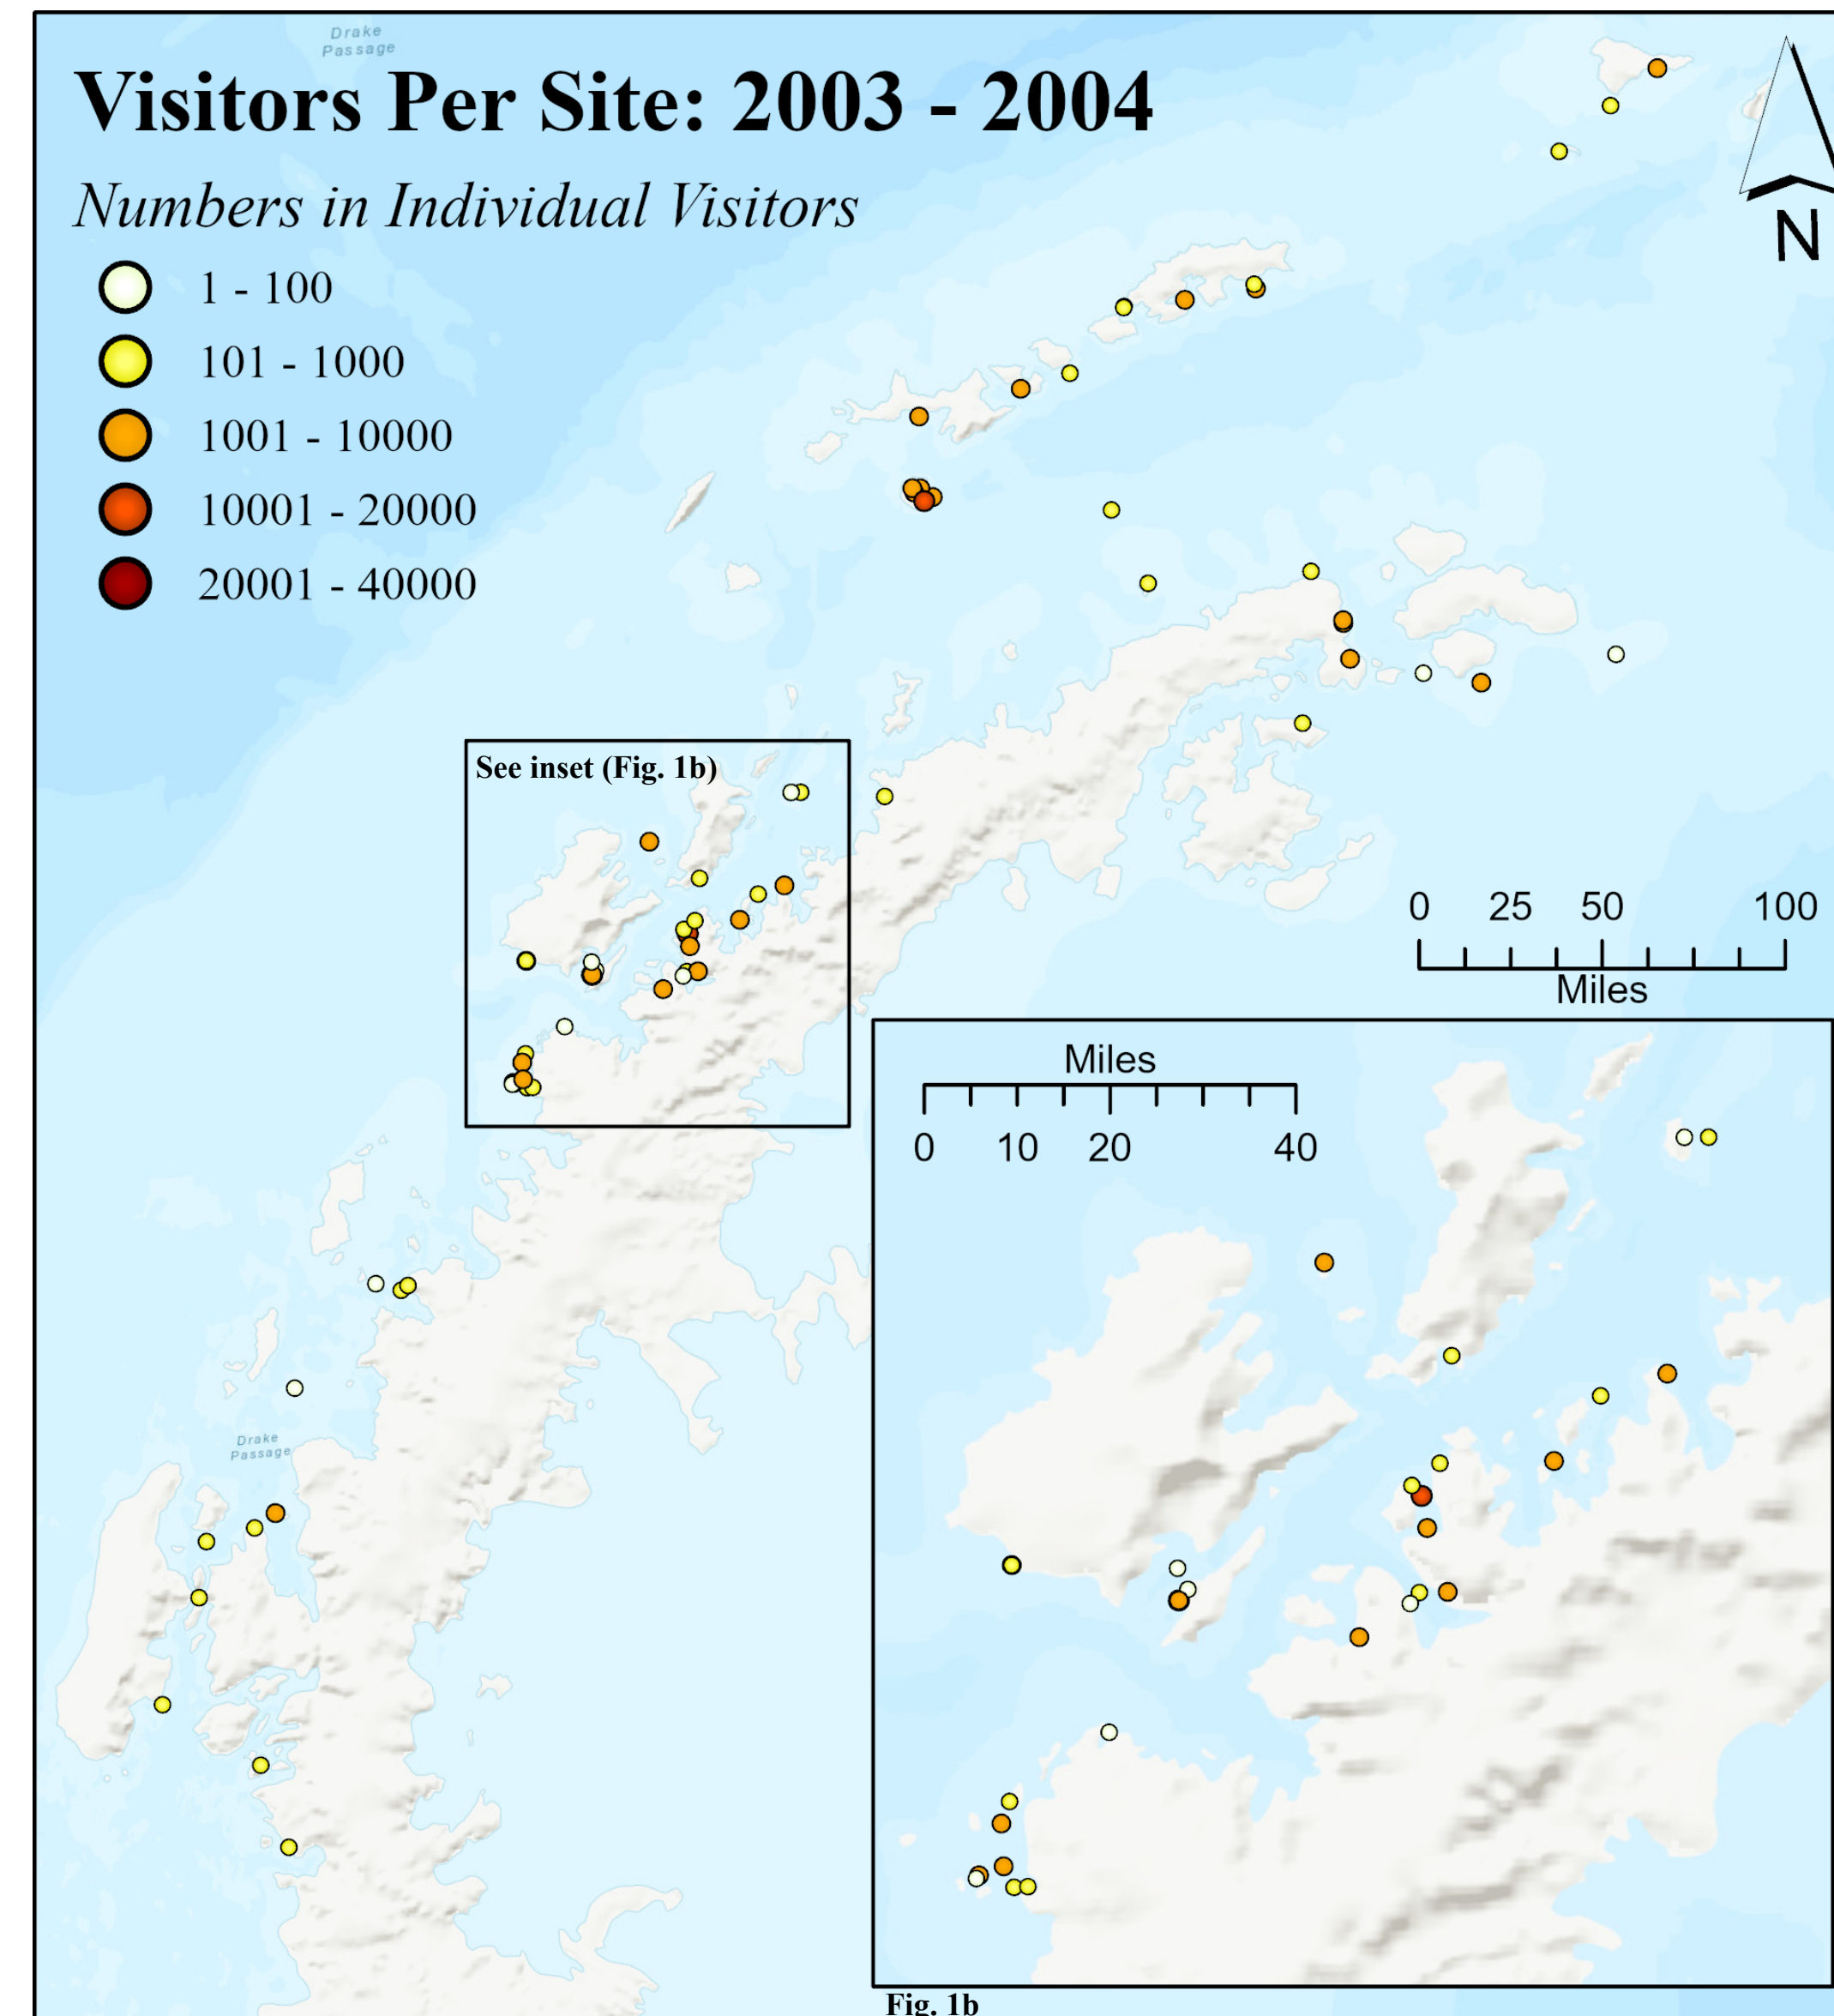 Drake
Passage
Visitors Per Site: 2003 - 2004
Numbers in Individual Visitors
1 - 100
101 - 1000
1001 - 10000
10001 - 20000
20001 - 40000
N
See inset (Fig. 1b)
0 25 50 100
Miles
Miles
0 10 20 40
Drake
Passage
Fig. 1b